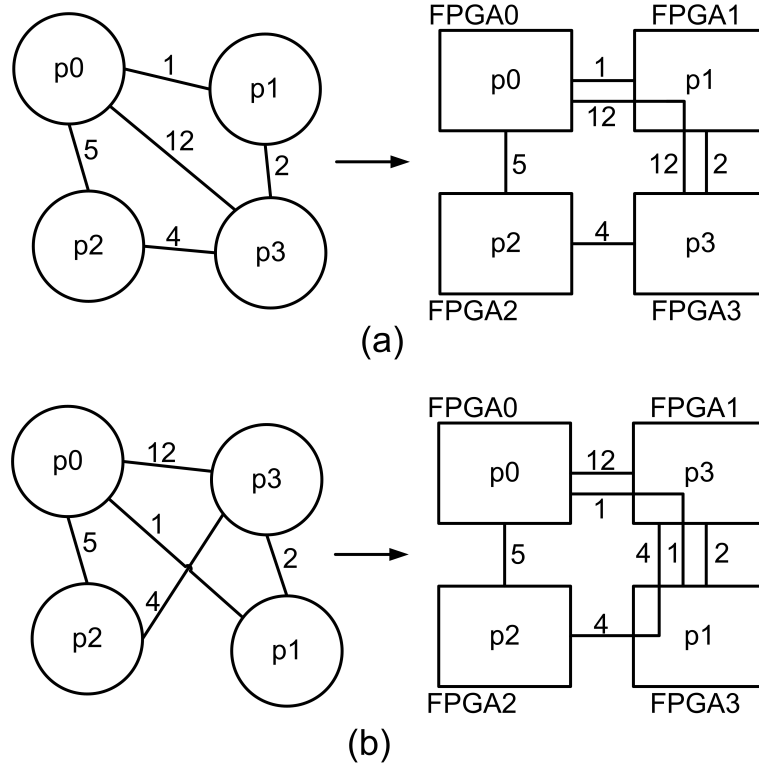 FPGA0 FPGA1
p0 1 p1 p0 1 p1
12 12
5 2 5 12 2
p2 4 p3 p2 4 p3
FPGA2 FPGA3
(a)
FPGA0 FPGA1
p0 12 p3 p0 12 p3
1 1
5 2 5 4 1 2
4 4
p2 p1 p2 p1
FPGA2 FPGA3
(b)